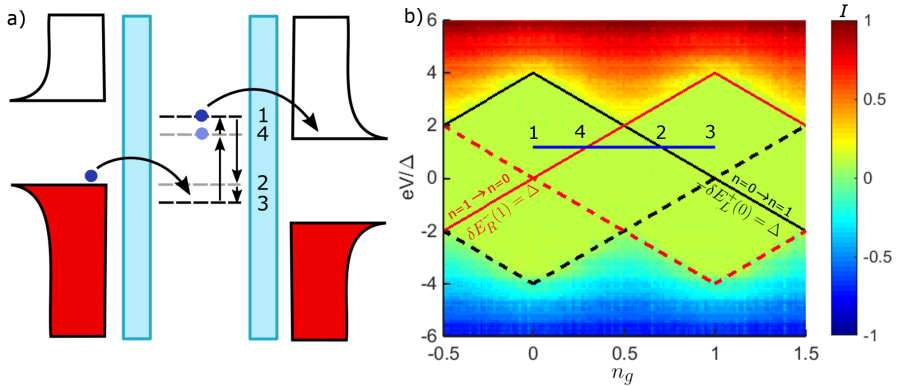 a)
1
4
2
3
b)
I
6
4
2
0
-2
-4
-6
eV/Δ
1 4 2 3
n=1→n=0
δE_R^-(1) = Δ
n=0→n=1
δE_L^+(0) = Δ
-0.5 0 0.5 1 1.5
n_g
1
0.5
0
-0.5
-1